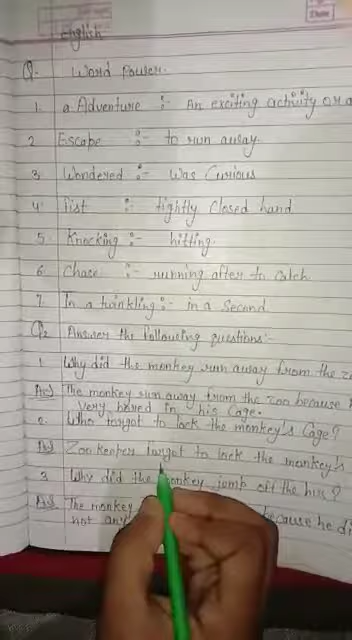 Date
English
Q. Word Power.
1. a Adventure :- An exciting activity or a
2 Escape :- to run away.
3. Wondered :- Was Curious
4. Fist :- tightly closed hand
5. Knocking :- hitting.
6. Chase :- running after to catch
7. In a twinkling :- in a second.
Q2 Answer the following questions:-
1. Why did the monkey run away from the zo
Ans) The monkey run away from the zoo because
very bored in his Cage.
2. Who forgot to lock the monkey's Cage?
Ans) Zoo keeper forgot to lock the monkey's
3 Why did the monkey jomb off the bus?
Ans) The monkey because he di
not any